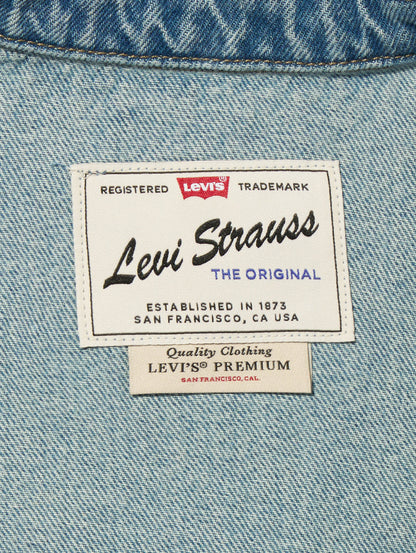 REGISTERED LEVI'S® TRADEMARK
Levi Strauss
THE ORIGINAL
ESTABLISHED IN 1873
SAN FRANCISCO, CA USA
Quality Clothing
LEVI'S® PREMIUM
SAN FRANCISCO, CAL.